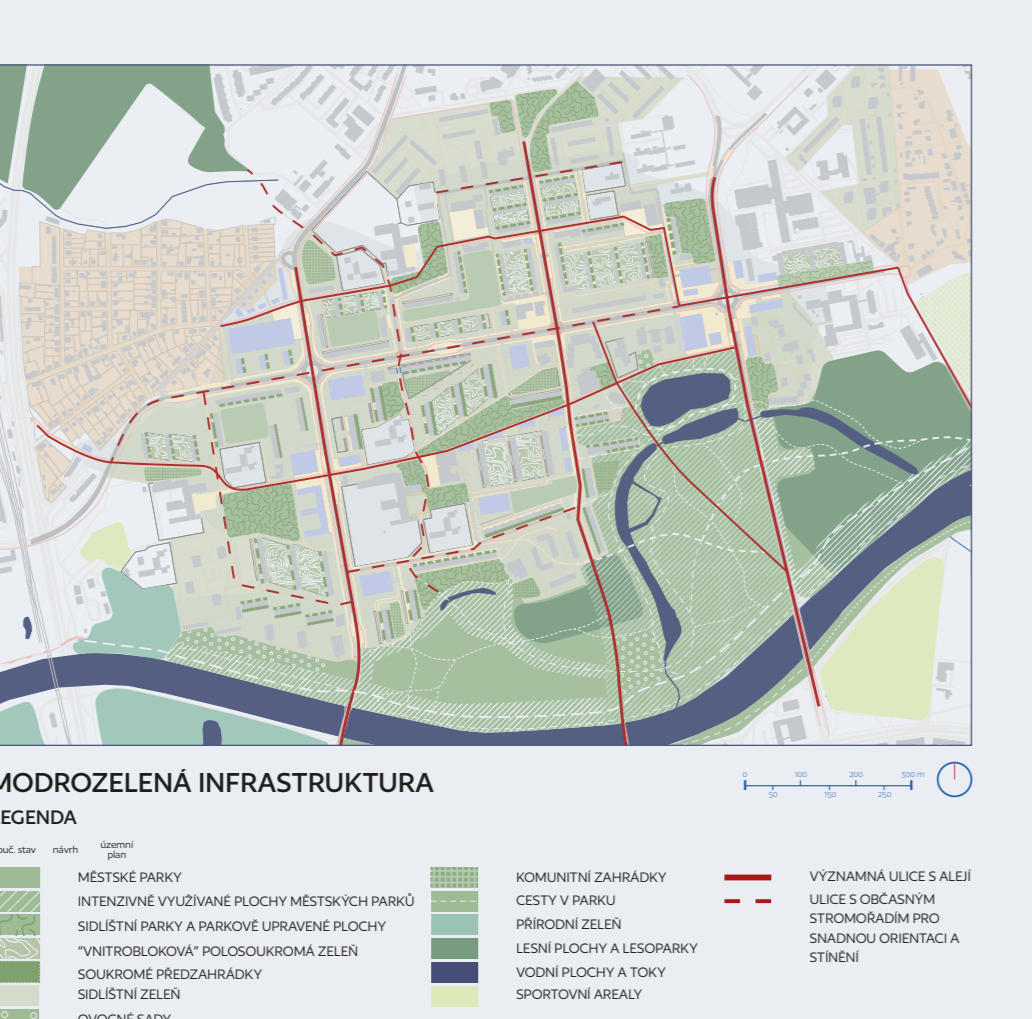 MODROZELENÁ INFRASTRUKTURA
0 100 200 300 m
50 150 250
LEGENDA
souč. stav návrh územní
plan
MĚSTSKÉ PARKY
INTENZIVNĚ VYUŽÍVANÉ PLOCHY MĚSTSKÝCH PARKŮ
SIDLIŠTNÍ PARKY A PARKOVĚ UPRAVENÉ PLOCHY
"VNITROBLOKOVÁ" POLOSOUKROMÁ ZELEŇ
SOUKROMÉ PŘEDZAHRÁDKY
SIDLIŠTNÍ ZELEŇ
OVOCNÉ SADY
KOMUNITNÍ ZAHRÁDKY
CESTY V PARKU
PŘÍRODNÍ ZELEŇ
LESNÍ PLOCHY A LESOPARKY
VODNÍ PLOCHY A TOKY
SPORTOVNÍ AREALY
VÝZNAMNÁ ULICE S ALEJÍ
ULICE S OBČASNÝM
STROMOŘADÍM PRO
SNADNOU ORIENTACI A
STÍNĚNÍ